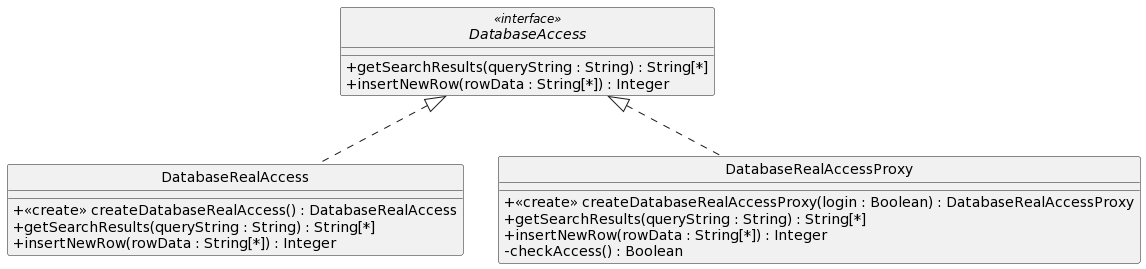 «interface»
DatabaseAccess
+getSearchResults(queryString : String) : String[*]
+insertNewRow(rowData : String[*]) : Integer
DatabaseRealAccess
+«create» createDatabaseRealAccess() : DatabaseRealAccess
+getSearchResults(queryString : String) : String[*]
+insertNewRow(rowData : String[*]) : Integer
DatabaseRealAccessProxy
+«create» createDatabaseRealAccessProxy(login : Boolean) : DatabaseRealAccessProxy
+getSearchResults(queryString : String) : String[*]
+insertNewRow(rowData : String[*]) : Integer
-checkAccess() : Boolean